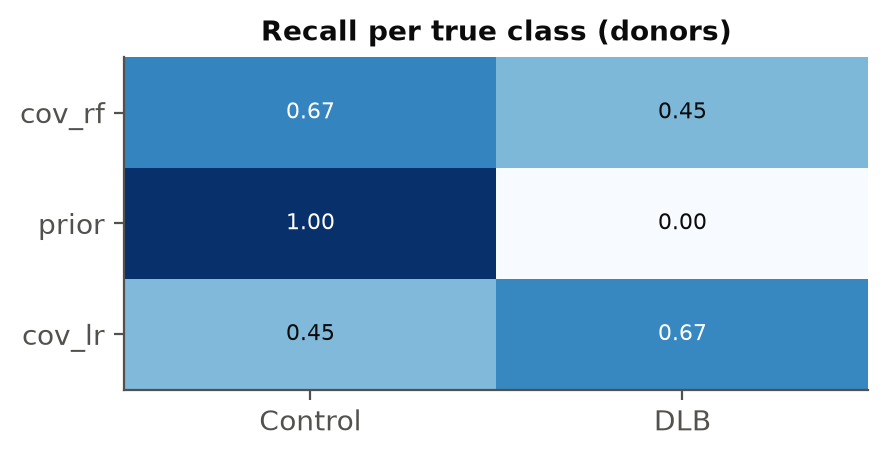 Recall per true class (donors)
cov_rf 0.67 0.45
prior 1.00 0.00
cov_lr 0.45 0.67
Control DLB